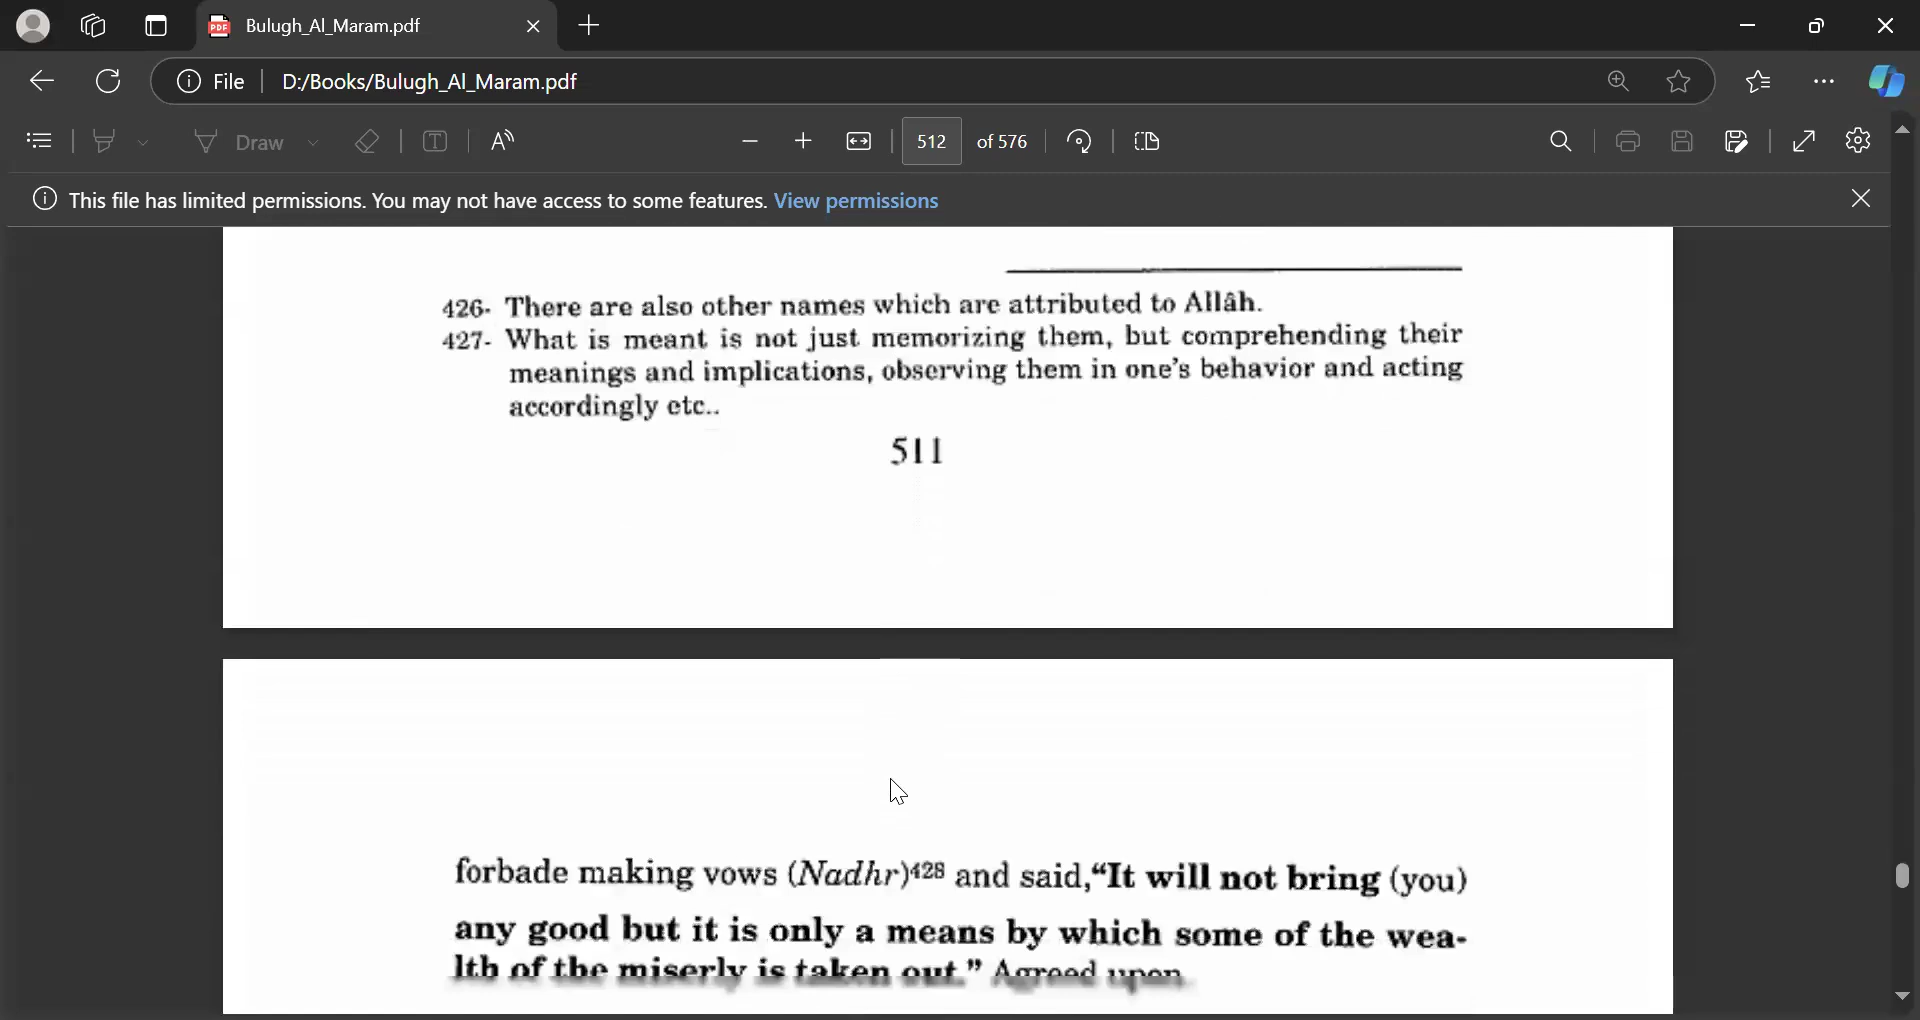 Bulugh_Al_Maram.pdf
File D:/Books/Bulugh_Al_Maram.pdf
Draw 512 of 576
This file has limited permissions. You may not have access to some features. View permissions
426- There are also other names which are attributed to Allâh.
427- What is meant is not just memorizing them, but comprehending their
meanings and implications, observing them in one's behavior and acting
accordingly etc..
511
forbade making vows (Nadhr)428 and said,“It will not bring (you)
any good but it is only a means by which some of the wea-
lth of the miserly is taken out.” Agreed upon.